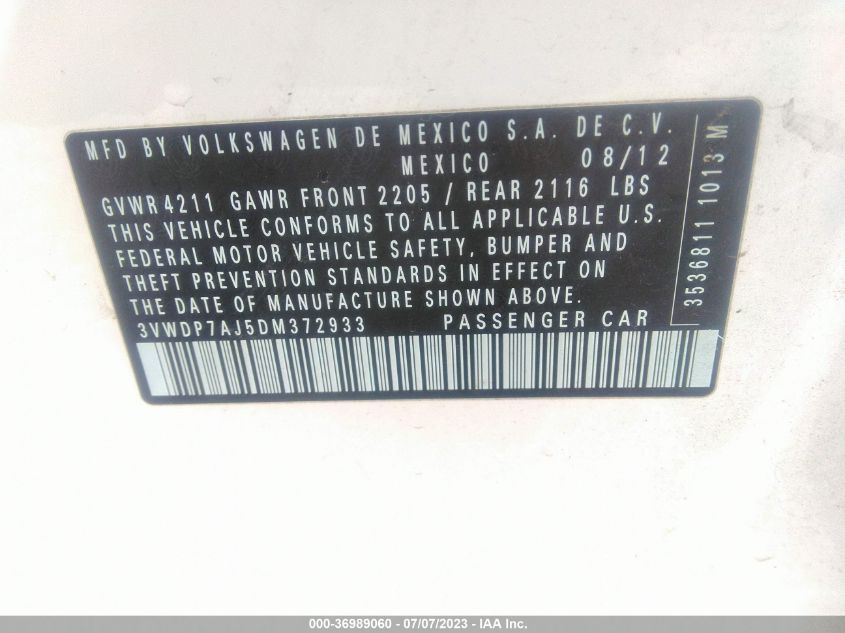 MFD BY VOLKSWAGEN DE MEXICO S.A. DE C.V.
MEXICO 08/12
GVWR 4211 GAWR FRONT 2205 / REAR 2116 LBS
THIS VEHICLE CONFORMS TO ALL APPLICABLE U.S.
FEDERAL MOTOR VEHICLE SAFETY, BUMPER AND
THEFT PREVENTION STANDARDS IN EFFECT ON
THE DATE OF MANUFACTURE SHOWN ABOVE.
3VWDP7AJ5DM372933 PASSENGER CAR
3536811 1013 M
000-36989060 - 07/07/2023 - IAA Inc.